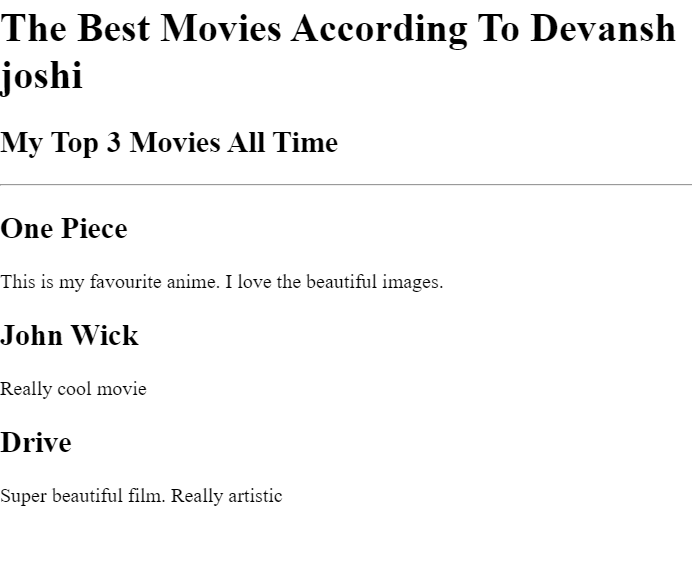 The Best Movies According To Devansh
joshi
My Top 3 Movies All Time
One Piece
This is my favourite anime. I love the beautiful images.
John Wick
Really cool movie
Drive
Super beautiful film. Really artistic